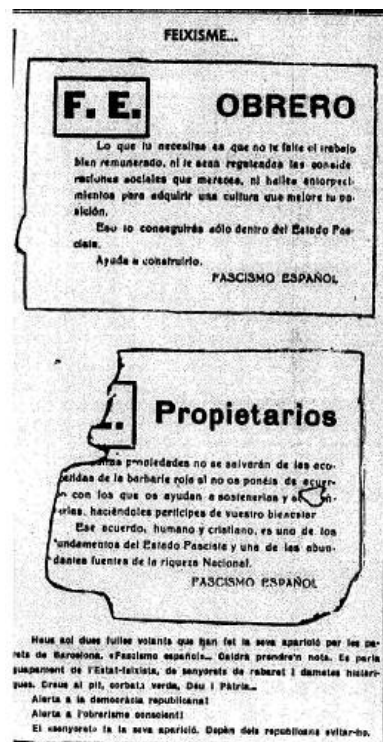 FEIXISME...
F. E. OBRERO
Lo que tu necesitas es que no te falte el trabajo
bien remunerado, ni te sean regateadas las conside
raciones sociales que mereces, ni halles entorpeci-
mientos para adquirir una cultura que mejore tu po-
sición.
Eso lo conseguirás sólo dentro del Estado Fas-
cista.
Ayuda a construirlo.
FASCISMO ESPAÑOL
Propietarios
propiedades no se salvarán de las aco-
metidas de la barbarie roja si no os ponéis de acuer-
con los que os ayudan a sostenerlas y
haciéndoles partícipes de vuestro bienestar
Ese acuerdo, humano y cristiano, es uno de los
fundamentos del Estado Fascista y una de las abun-
dantes fuentes de la riqueza Nacional.
FASCISMO ESPAÑOL
Heus aci dues fulles volants que han fet la seva aparició per les pa-
rets de Barcelona. «Fascismo español»... Caldrà prendre'n nota. Es parla
guapament de l'Estat-feixista, de senyorets de cabaret i dametes histèri-
ques. Creus al pit, corbata verda, Déu i Pàtria...
Alerta a la democràcia republicana!
Alerta a l'obrerisme conscient!
El «senyoret» fa la seva aparició. Depèn dels republicans evitar-ho.